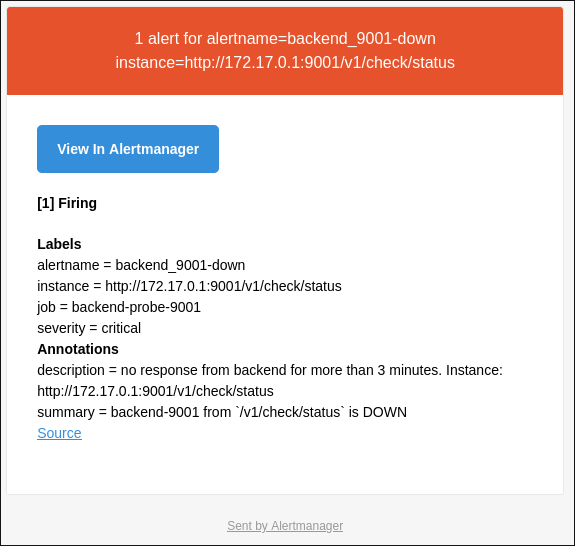 1 alert for alertname=backend_9001-down
instance=http://172.17.0.1:9001/v1/check/status
View In Alertmanager
[1] Firing
Labels
alertname = backend_9001-down
instance = http://172.17.0.1:9001/v1/check/status
job = backend-probe-9001
severity = critical
Annotations
description = no response from backend for more than 3 minutes. Instance:
http://172.17.0.1:9001/v1/check/status
summary = backend-9001 from `/v1/check/status` is DOWN
Source
Sent by Alertmanager